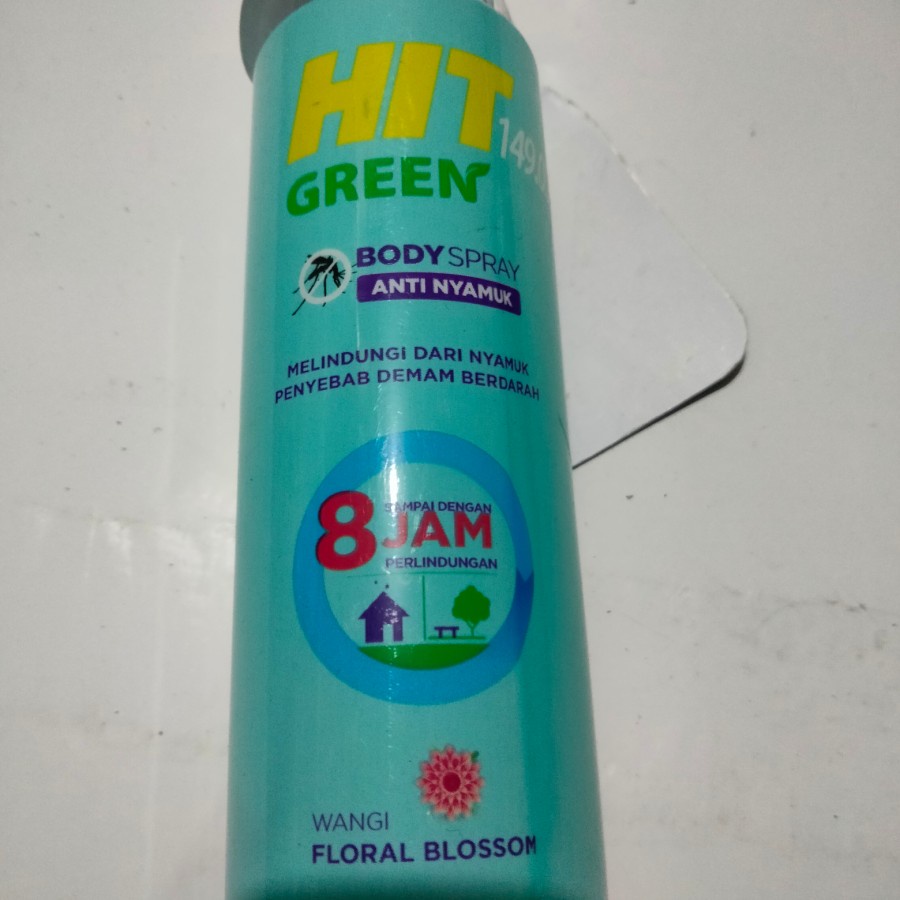 HIT
GREEN
BODY SPRAY
ANTI NYAMUK
MELINDUNGI DARI NYAMUK
PENYEBAB DEMAM BERDARAH
8
SAMPAI DENGAN
JAM
PERLINDUNGAN
WANGI
FLORAL BLOSSOM